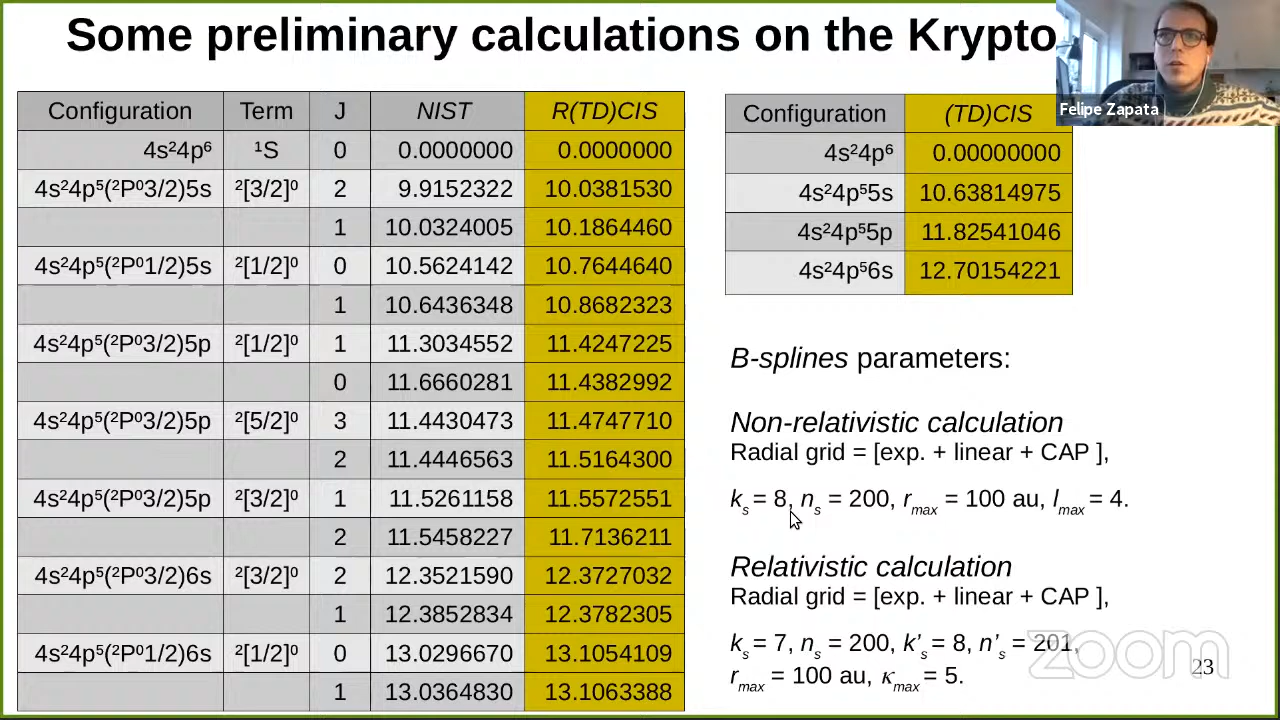 Some preliminary calculations on the Krypto
Felipe Zapata
Configuration Term J NIST R(TD)CIS
4s²4p⁶ ¹S 0 0.0000000 0.0000000
4s²4p⁵(²P⁰3/2)5s ²[3/2]⁰ 2 9.9152322 10.0381530
1 10.0324005 10.1864460
4s²4p⁵(²P⁰1/2)5s ²[1/2]⁰ 0 10.5624142 10.7644640
1 10.6436348 10.8682323
4s²4p⁵(²P⁰3/2)5p ²[1/2]⁰ 1 11.3034552 11.4247225
0 11.6660281 11.4382992
4s²4p⁵(²P⁰3/2)5p ²[5/2]⁰ 3 11.4430473 11.4747710
2 11.4446563 11.5164300
4s²4p⁵(²P⁰3/2)5p ²[3/2]⁰ 1 11.5261158 11.5572551
2 11.5458227 11.7136211
4s²4p⁵(²P⁰3/2)6s ²[3/2]⁰ 2 12.3521590 12.3727032
1 12.3852834 12.3782305
4s²4p⁵(²P⁰1/2)6s ²[1/2]⁰ 0 13.0296670 13.1054109
1 13.0364830 13.1063388
Configuration (TD)CIS
4s²4p⁶ 0.00000000
4s²4p⁵5s 10.63814975
4s²4p⁵5p 11.82541046
4s²4p⁵6s 12.70154221
B-splines parameters:
Non-relativistic calculation
Radial grid = [exp. + linear + CAP ],
kₛ = 8, nₛ = 200, r_max = 100 au, l_max = 4.
Relativistic calculation
Radial grid = [exp. + linear + CAP ],
kₛ = 7, nₛ = 200, k'ₛ = 8, n'ₛ = 201,
r_max = 100 au, κ_max = 5.
zoom
23